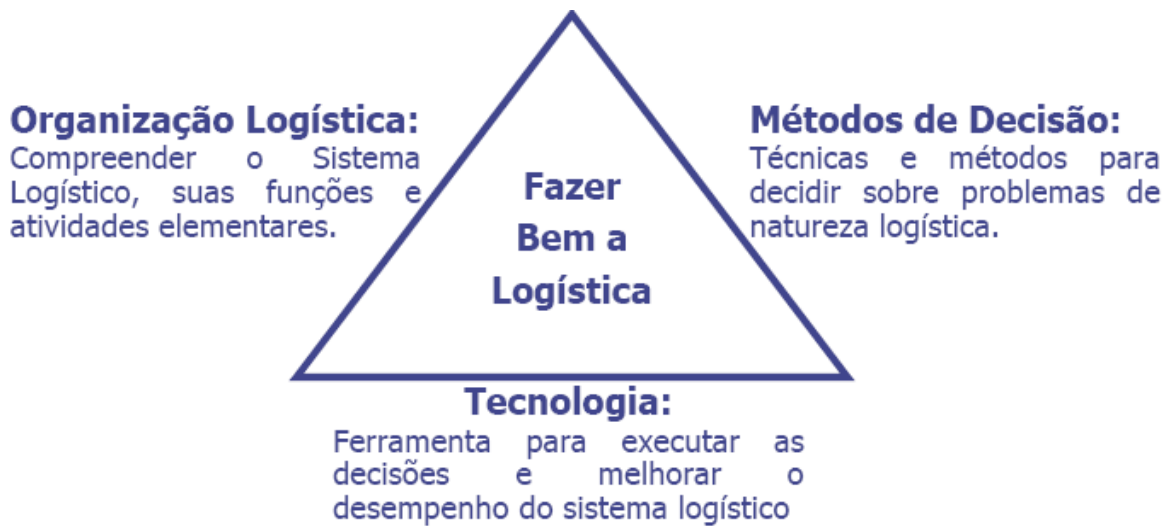 Organização Logística:
Compreender o Sistema
Logístico, suas funções e
atividades elementares.
Fazer
Bem a
Logística
Métodos de Decisão:
Técnicas e métodos para
decidir sobre problemas de
natureza logística.
Tecnologia:
Ferramenta para executar as
decisões e melhorar o
desempenho do sistema logístico